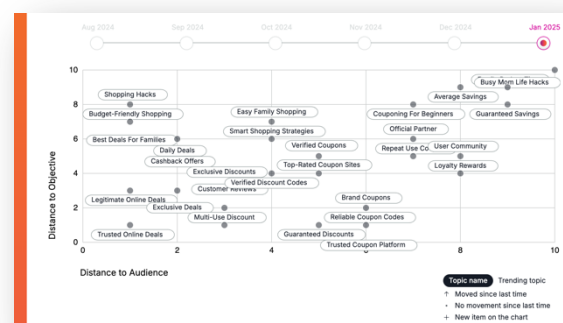 Aug 2024
Sep 2024
Oct 2024
Nov 2024
Dec 2024
Jan 2025
Distance to Objective
10
8
6
4
2
0
Busy Mom Life Hacks
Shopping Hacks
Average Savings
Budget-Friendly Shopping
Easy Family Shopping
Couponing For Beginners
Guaranteed Savings
Smart Shopping Strategies
Official Partner
Best Deals For Families
Daily Deals
Verified Coupons
Repeat Use Co
User Community
Cashback Offers
Top-Rated Coupon Sites
Exclusive Discounts
Loyalty Rewards
Verified Discount Codes
Customer Reviews
Legitimate Online Deals
Brand Coupons
Exclusive Deals
Multi-Use Discount
Reliable Coupon Codes
Trusted Online Deals
Guaranteed Discounts
Trusted Coupon Platform
0
2
4
6
8
10
Distance to Audience
Topic name Trending topic
↑ Moved since last time
• No movement since last time
+ New item on the chart